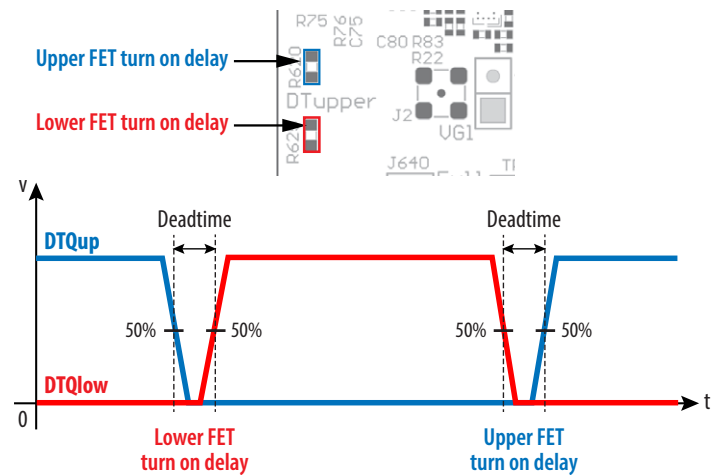 R75
R76
C75
C80 R83
R22
Upper FET turn on delay
DTupper
Lower FET turn on delay
J2
VG1
J640
v
Deadtime
Deadtime
DTQup
50%
50%
50%
50%
DTQlow
0
t
Lower FET
turn on delay
Upper FET
turn on delay